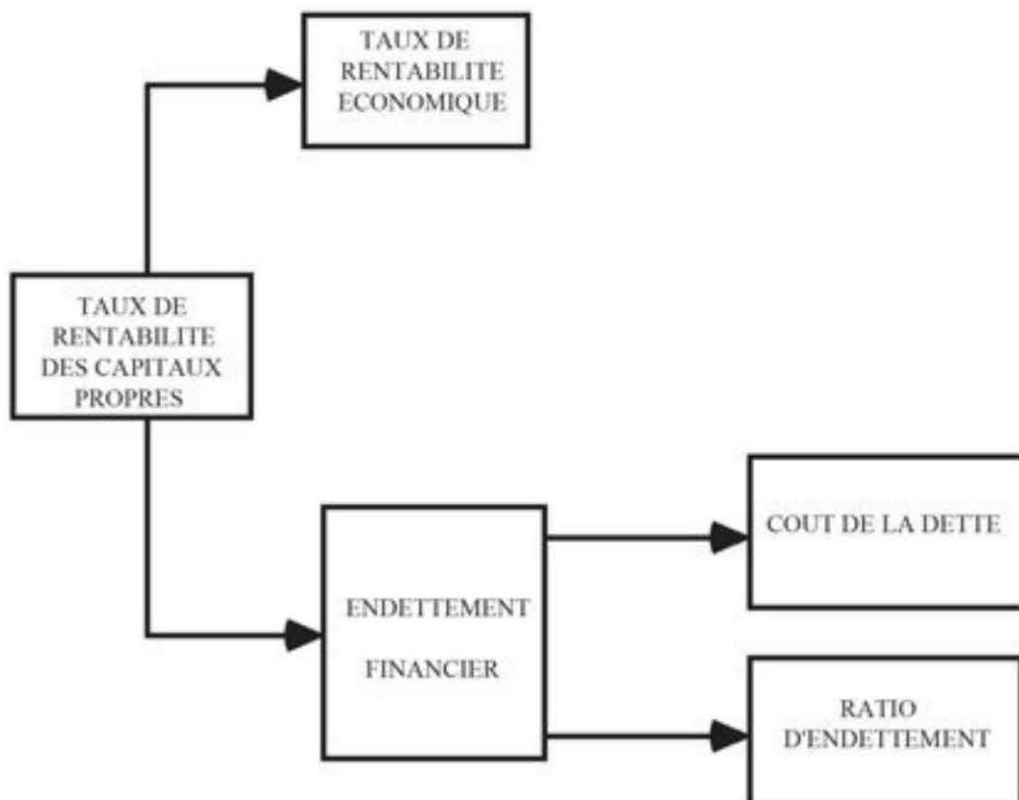 TAUX DE
RENTABILITE
ECONOMIQUE
TAUX DE
RENTABILITE
DES CAPITAUX
PROPRES
ENDETTEMENT
FINANCIER
COUT DE LA DETTE
RATIO
D'ENDETTEMENT